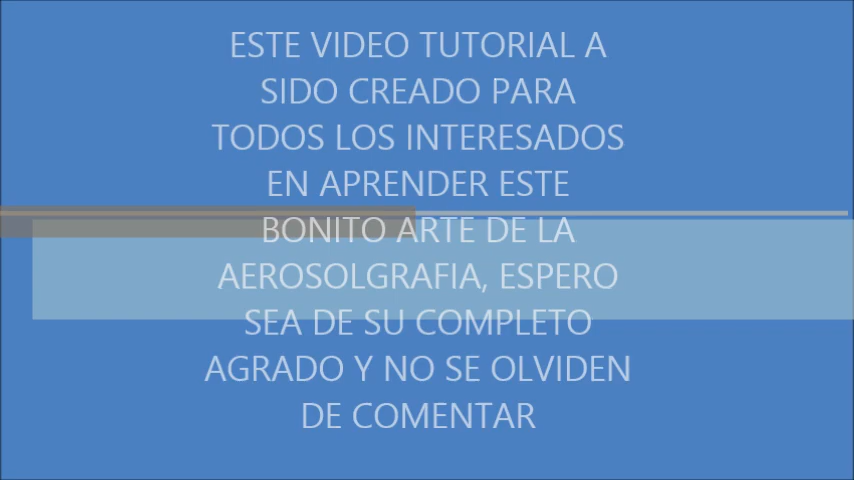 ESTE VIDEO TUTORIAL A
SIDO CREADO PARA
TODOS LOS INTERESADOS
EN APRENDER ESTE
BONITO ARTE DE LA
AEROSOLGRAFIA, ESPERO
SEA DE SU COMPLETO
AGRADO Y NO SE OLVIDEN
DE COMENTAR